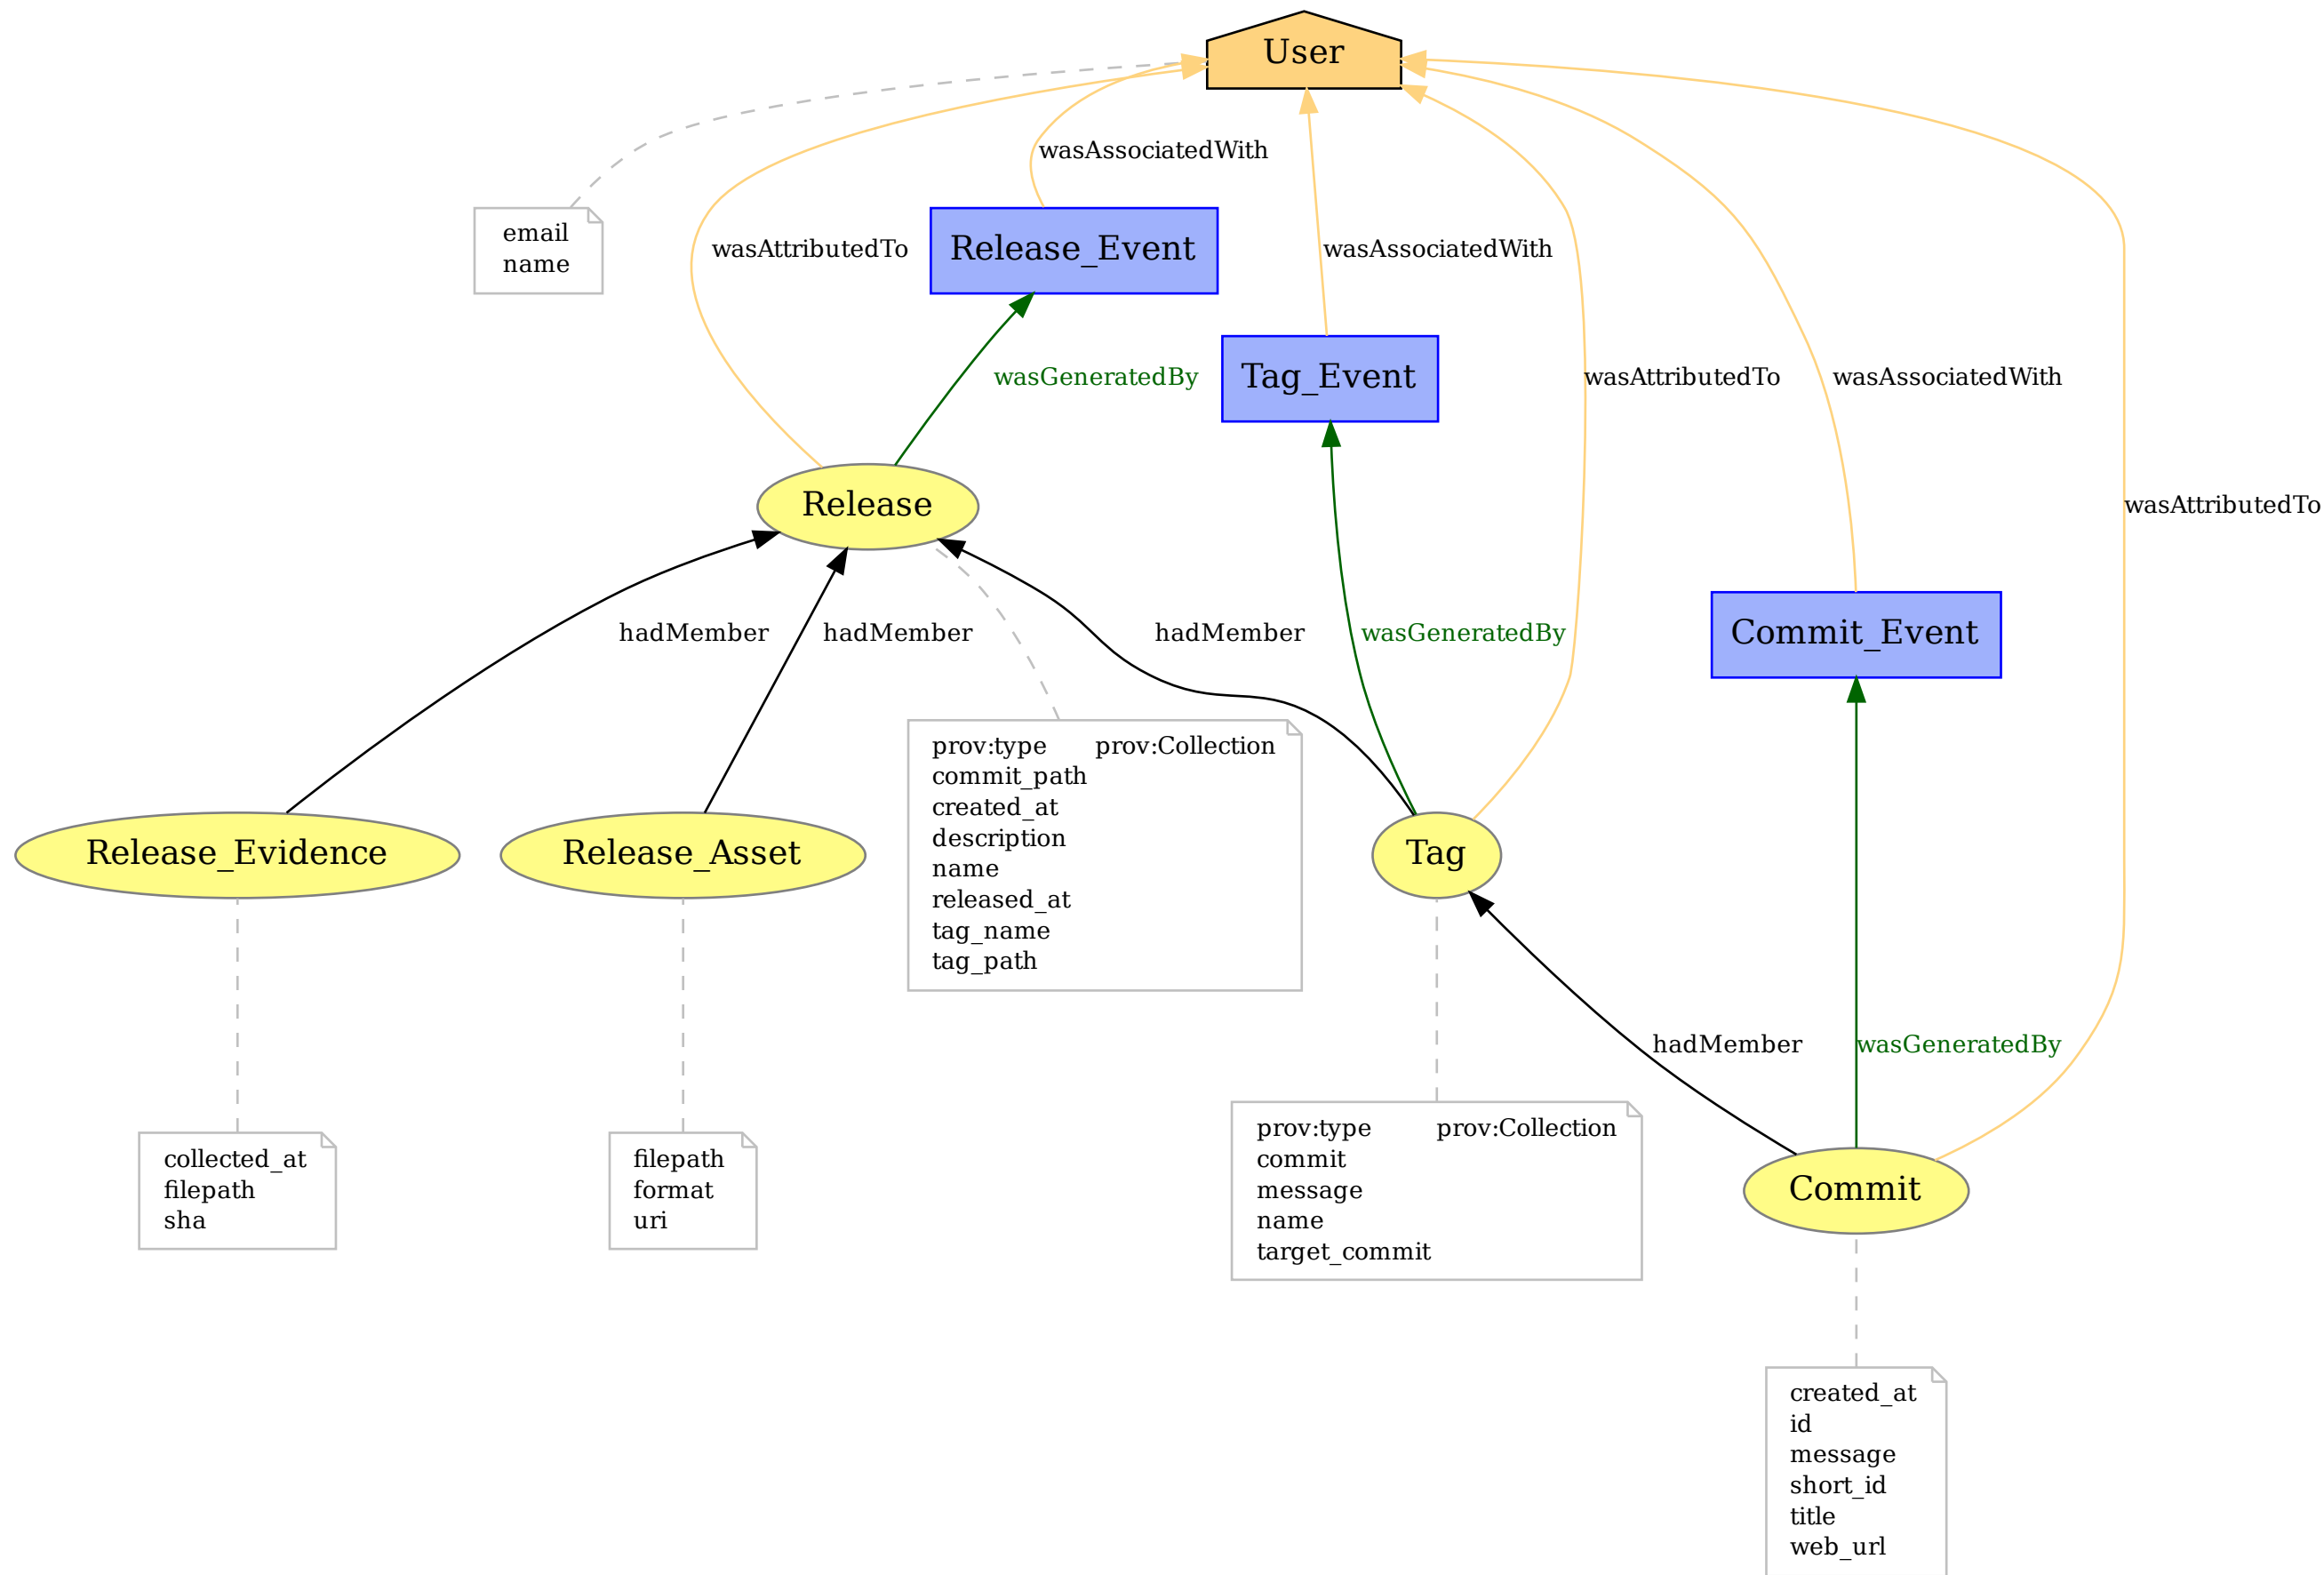 User
wasAssociatedWith
email
name
wasAttributedTo
Release_Event
wasAssociatedWith
wasGeneratedBy
Tag_Event
wasAttributedTo
wasAssociatedWith
Release
wasAttributedTo
hadMember
hadMember
hadMember
wasGeneratedBy
Commit_Event
prov:type prov:Collection
commit_path
created_at
description
name
released_at
tag_name
tag_path
Release_Evidence
Release_Asset
Tag
hadMember
wasGeneratedBy
collected_at
filepath
sha
filepath
format
uri
prov:type prov:Collection
commit
message
name
target_commit
Commit
created_at
id
message
short_id
title
web_url